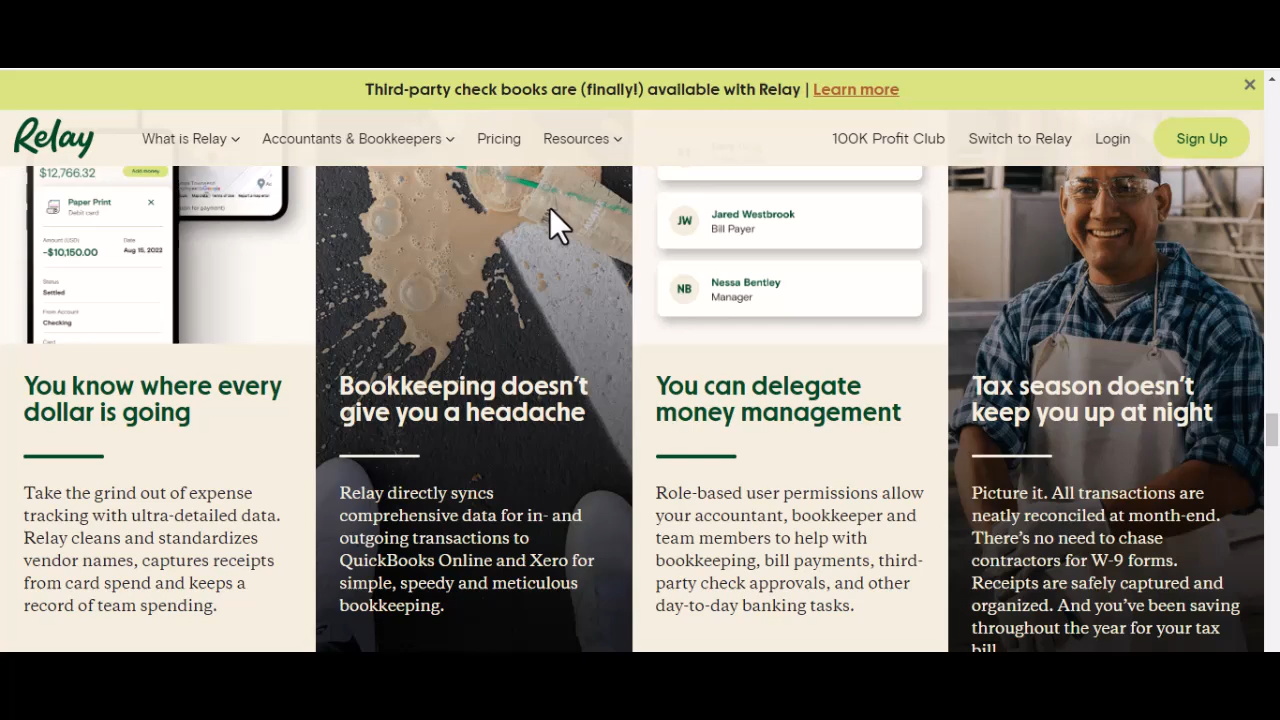 Third-party check books are (finally!) available with Relay | Learn more
Relay
What is Relay
Accountants & Bookkeepers
Pricing
Resources
100K Profit Club
Switch to Relay
Login
Sign Up
$12,766.32
Add money
Paper Print
Debit card
Amount (USD)
Date
-$10,150.00
Aug 15, 2022
Status
Settled
From Account
Checking
You know where every
dollar is going
Take the grind out of expense
tracking with ultra-detailed data.
Relay cleans and standardizes
vendor names, captures receipts
from card spend and keeps a
record of team spending.
Bookkeeping doesn't
give you a headache
Relay directly syncs
comprehensive data for in- and
outgoing transactions to
QuickBooks Online and Xero for
simple, speedy and meticulous
bookkeeping.
JW
Jared Westbrook
Bill Payer
NB
Nessa Bentley
Manager
You can delegate
money management
Role-based user permissions allow
your accountant, bookkeeper and
team members to help with
bookkeeping, bill payments, third-
party check approvals, and other
day-to-day banking tasks.
Tax season doesn't
keep you up at night
Picture it. All transactions are
neatly reconciled at month-end.
There's no need to chase
contractors for W-9 forms.
Receipts are safely captured and
organized. And you've been saving
throughout the year for your tax
bill.